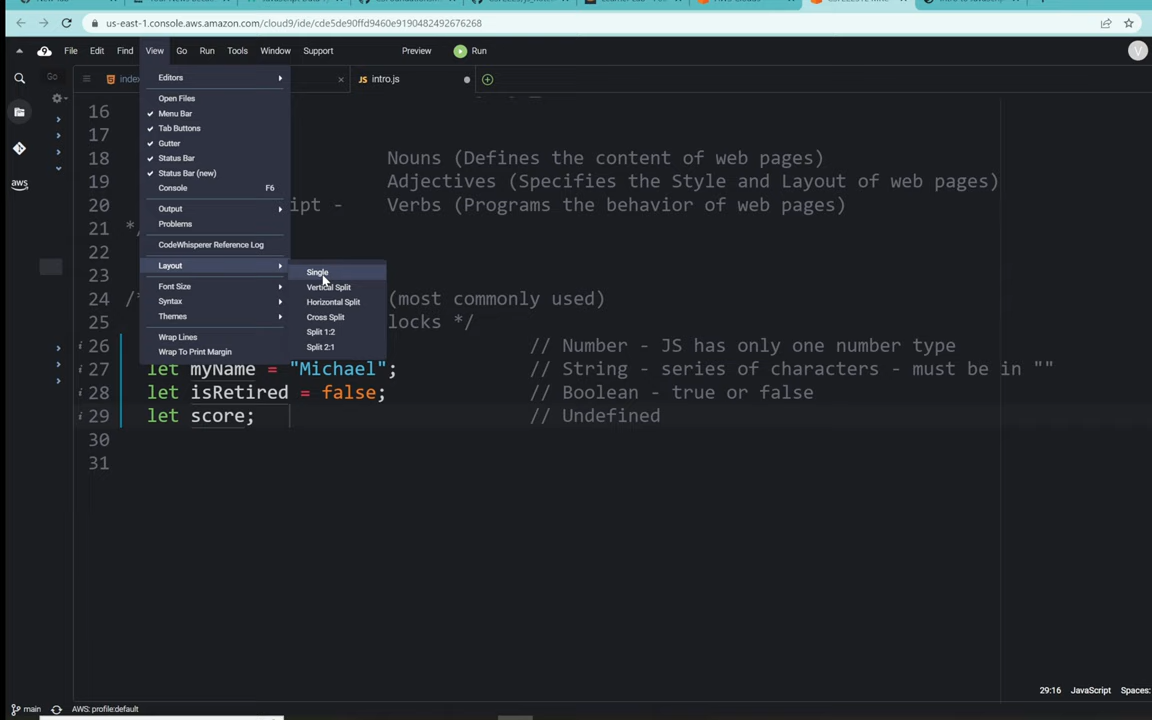 us-east-1.console.aws.amazon.com/cloud9/ide/cde5de90ffd9460e9190482492676268
File Edit Find View Go Run Tools Window Support Preview Run
V
Go
index
intro.js
Editors
Open Files
Menu Bar
Tab Buttons
Gutter
Status Bar
Status Bar (new)
Console F6
Output
Problems
CodeWhisperer Reference Log
Layout
Font Size
Syntax
Themes
Wrap Lines
Wrap To Print Margin
Single
Vertical Split
Horizontal Split
Cross Split
Split 1:2
Split 2:1
16
17
18 Nouns (Defines the content of web pages)
19 Adjectives (Specifies the Style and Layout of web pages)
20 ipt - Verbs (Programs the behavior of web pages)
21 */
22
23
24 /* (most commonly used)
25 locks */
26 // Number - JS has only one number type
27 let myName = "Michael"; // String - series of characters - must be in ""
28 let isRetired = false; // Boolean - true or false
29 let score; // Undefined
30
31
29:16 JavaScript Spaces:
main AWS: profile:default